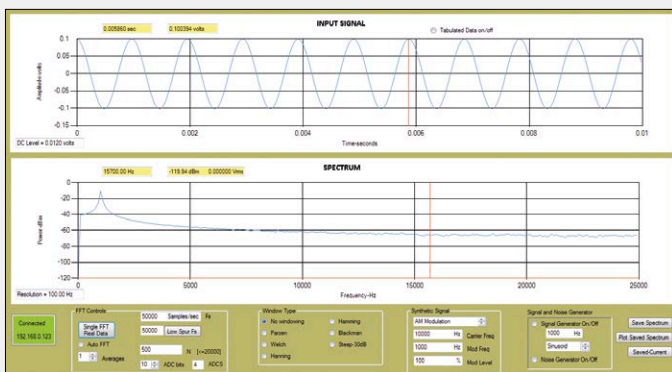 INPUT SIGNAL
0.005860 sec
0.100394 volts
Tabulated Data on/off
Amplitude-volts
0.1
0.05
0
-0.05
-0.1
-0.15
0
0.002
0.004
0.006
0.008
0.01
Time-seconds
DC Level = 0.0120 volts
SPECTRUM
15700.00 Hz
-119.94 dBm 0.000000 Vrms
Power-dBm
0
-20
-40
-60
-80
-100
-120
0
5000
10000
15000
20000
25000
Frequency-Hz
Resolution = 100.00 Hz
Connected
192.168.0.123
FFT Controls
Single FFT
Real Data
Auto FFT
1 Averages
50000 Samples/sec Fs
50000 Low Spur Fs
500 N [<=20000]
10 ADC bits 4 ADCS
Window Type
No windowing
Parzen
Welch
Hanning
Hamming
Blackman
Steep-30dB
Synthetic Signal
AM Modulation
10000 Hz Carrier Freq
1000 Hz Mod Freq
100 % Mod Level
Signal and Noise Generator
Signal Generator On/Off
1000 Hz
Sinusoid
Noise Generator On/Off
Save Spectrum
Plot Saved Spectrum
Saved-Current